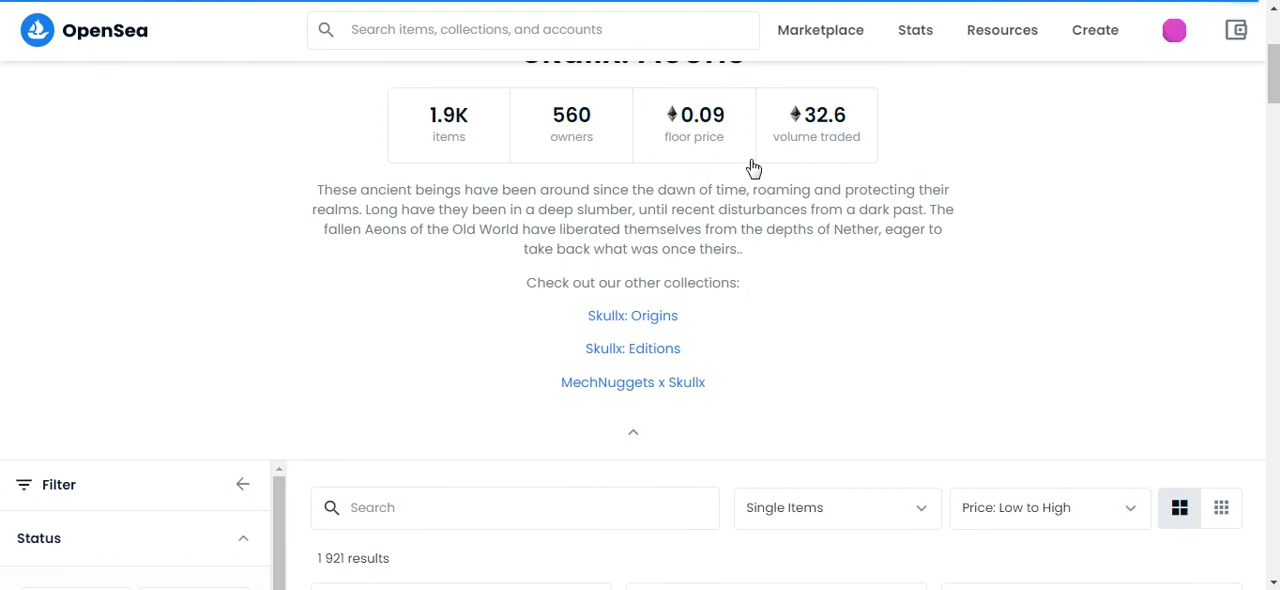 OpenSea
Search items, collections, and accounts
Marketplace
Stats
Resources
Create
1.9K
items
560
owners
0.09
floor price
32.6
volume traded
These ancient beings have been around since the dawn of time, roaming and protecting their
realms. Long have they been in a deep slumber, until recent disturbances from a dark past. The
fallen Aeons of the Old World have liberated themselves from the depths of Nether, eager to
take back what was once theirs..
Check out our other collections:
Skullx: Origins
Skullx: Editions
MechNuggets x Skullx
Filter
Search
Single Items
Price: Low to High
Status
1 921 results